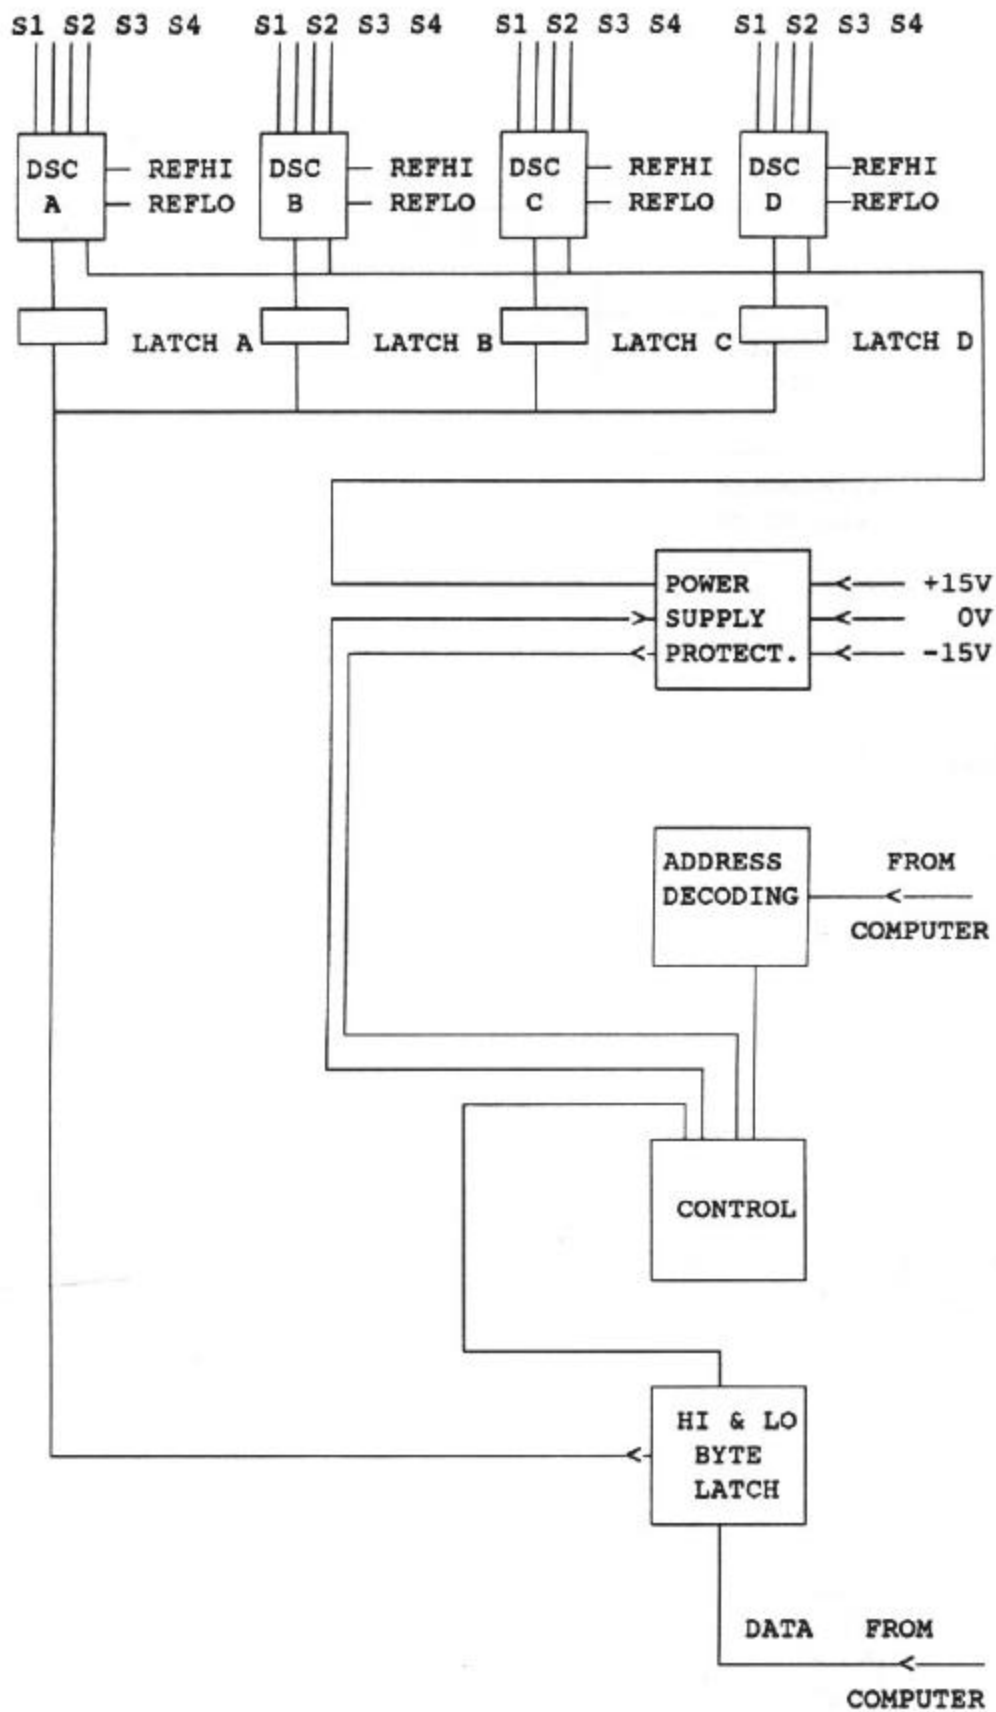 S1 S2 S3 S4 S1 S2 S3 S4 S1 S2 S3 S4 S1 S2 S3 S4
DSC REFHI DSC REFHI DSC REFHI DSC REFHI
A REFLO B REFLO C REFLO D REFLO
LATCH A LATCH B LATCH C LATCH D
POWER +15V
SUPPLY 0V
PROTECT. -15V
ADDRESS FROM
DECODING
COMPUTER
CONTROL
HI & LO
BYTE
LATCH
DATA FROM
COMPUTER